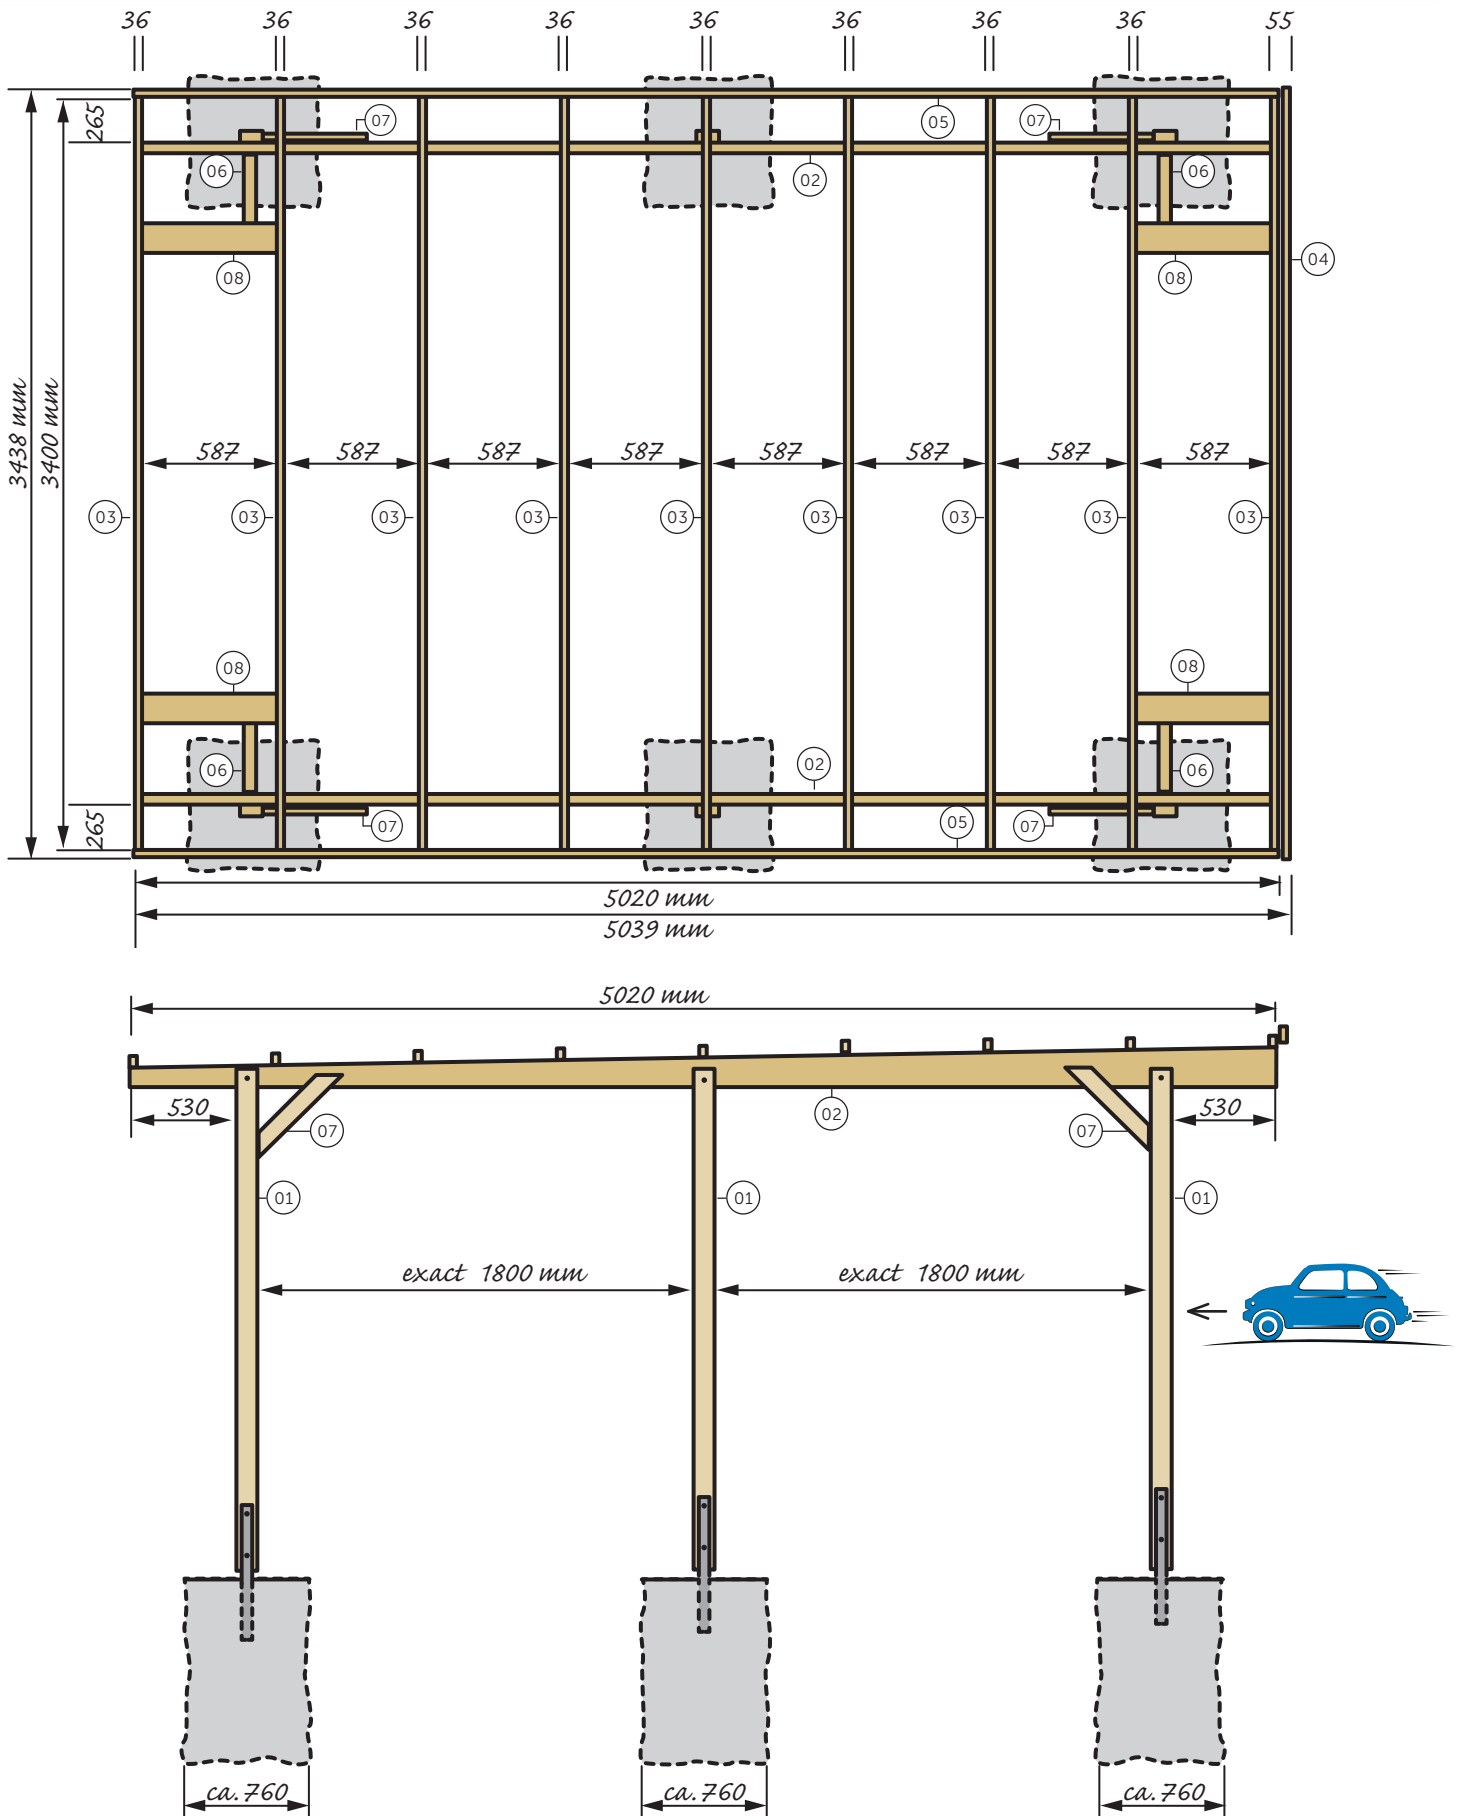 36 36 36 36 36 36 36 36 55
265
07 05 07
06 02 06
08 08 04
3438 mm
3400 mm
587 587 587 587 587 587 587 587
03 03 03 03 03 03 03 03 03
08 08
06 02 06
265
07 05 07
5020 mm
5039 mm
5020 mm
530 02 530
07 07
01 01 01
exact 1800 mm exact 1800 mm
ca. 760 ca. 760 ca. 760